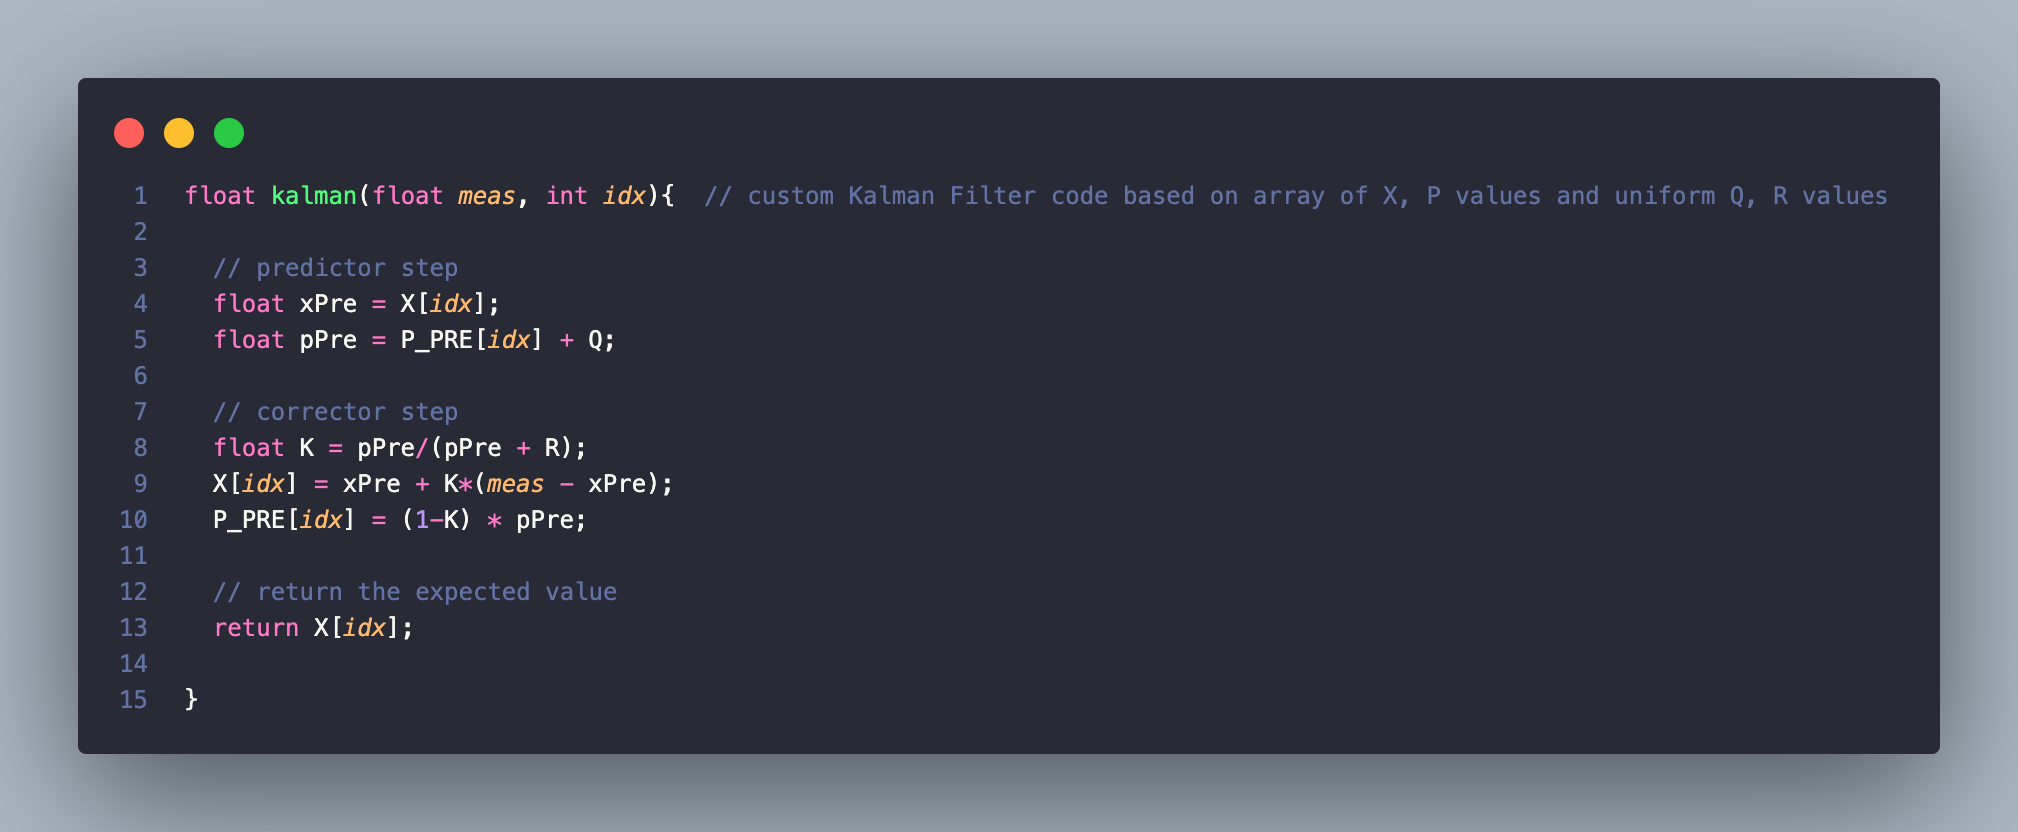 1 float kalman(float meas, int idx){  // custom Kalman Filter code based on array of X, P values and uniform Q, R values
2
3   // predictor step
4   float xPre = X[idx];
5   float pPre = P_PRE[idx] + Q;
6
7   // corrector step
8   float K = pPre/(pPre + R);
9   X[idx] = xPre + K*(meas - xPre);
10   P_PRE[idx] = (1-K) * pPre;
11
12   // return the expected value
13   return X[idx];
14
15 }